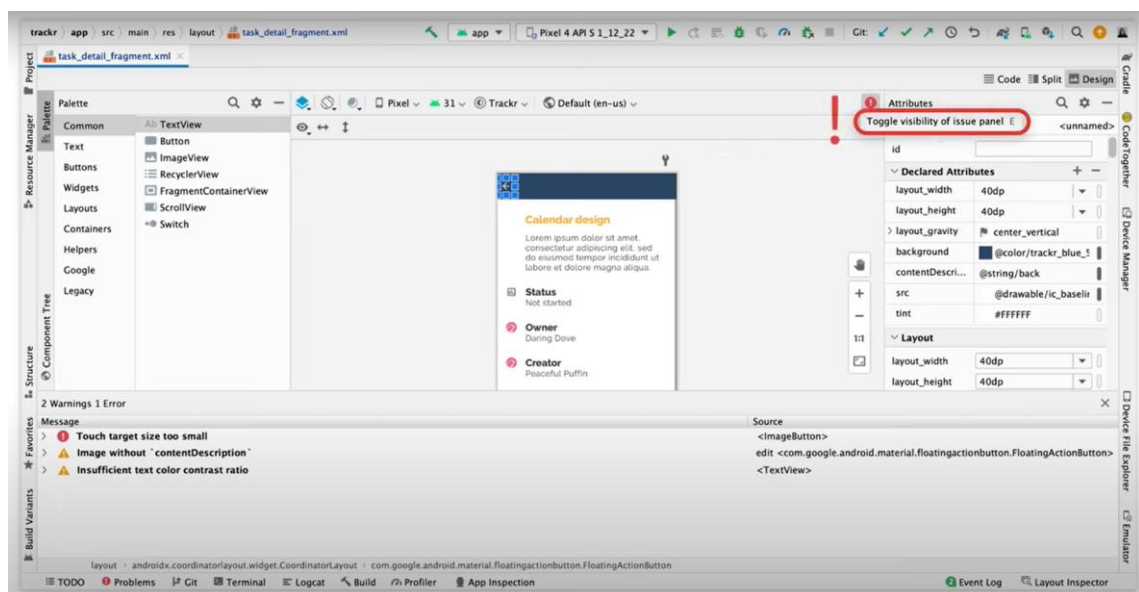 trackr app src main res layout task_detail_fragment.xml app Pixel 4 API S 1_12_22 Git:
task_detail_fragment.xml
Code Split Design
Palette Pixel 31 Trackr Default (en-us) Attributes
Toggle visibility of issue panel E <unnamed>
Common Ab TextView
Text Button
Buttons ImageView
Widgets RecyclerView
Layouts FragmentContainerView
Containers ScrollView
Helpers Switch
Google
Legacy
Calendar design
Lorem ipsum dolor sit amet,
consectetur adipiscing elit, sed
do eiusmod tempor incididunt ut
labore et dolore magna aliqua.
Status
Not started
Owner
Daring Dove
Creator
Peaceful Puffin
1:1
id
Declared Attributes
layout_width 40dp
layout_height 40dp
layout_gravity center_vertical
background @color/trackr_blue_5
contentDescri... @string/back
src @drawable/ic_baselir
tint #FFFFFF
Layout
layout_width 40dp
layout_height 40dp
2 Warnings 1 Error
Message Source
Touch target size too small <ImageButton>
Image without `contentDescription` edit <com.google.android.material.floatingactionbutton.FloatingActionButton>
Insufficient text color contrast ratio <TextView>
layout androidx.coordinatorlayout.widget.CoordinatorLayout com.google.android.material.floatingactionbutton.FloatingActionButton
TODO Problems Git Terminal Logcat Build Profiler App Inspection 2 Event Log Layout Inspector
Project
Resource Manager
Structure
Favorites
Build Variants
Palette
Component Tree
Gradle
CodeTogether
Device Manager
Device File Explorer
Emulator